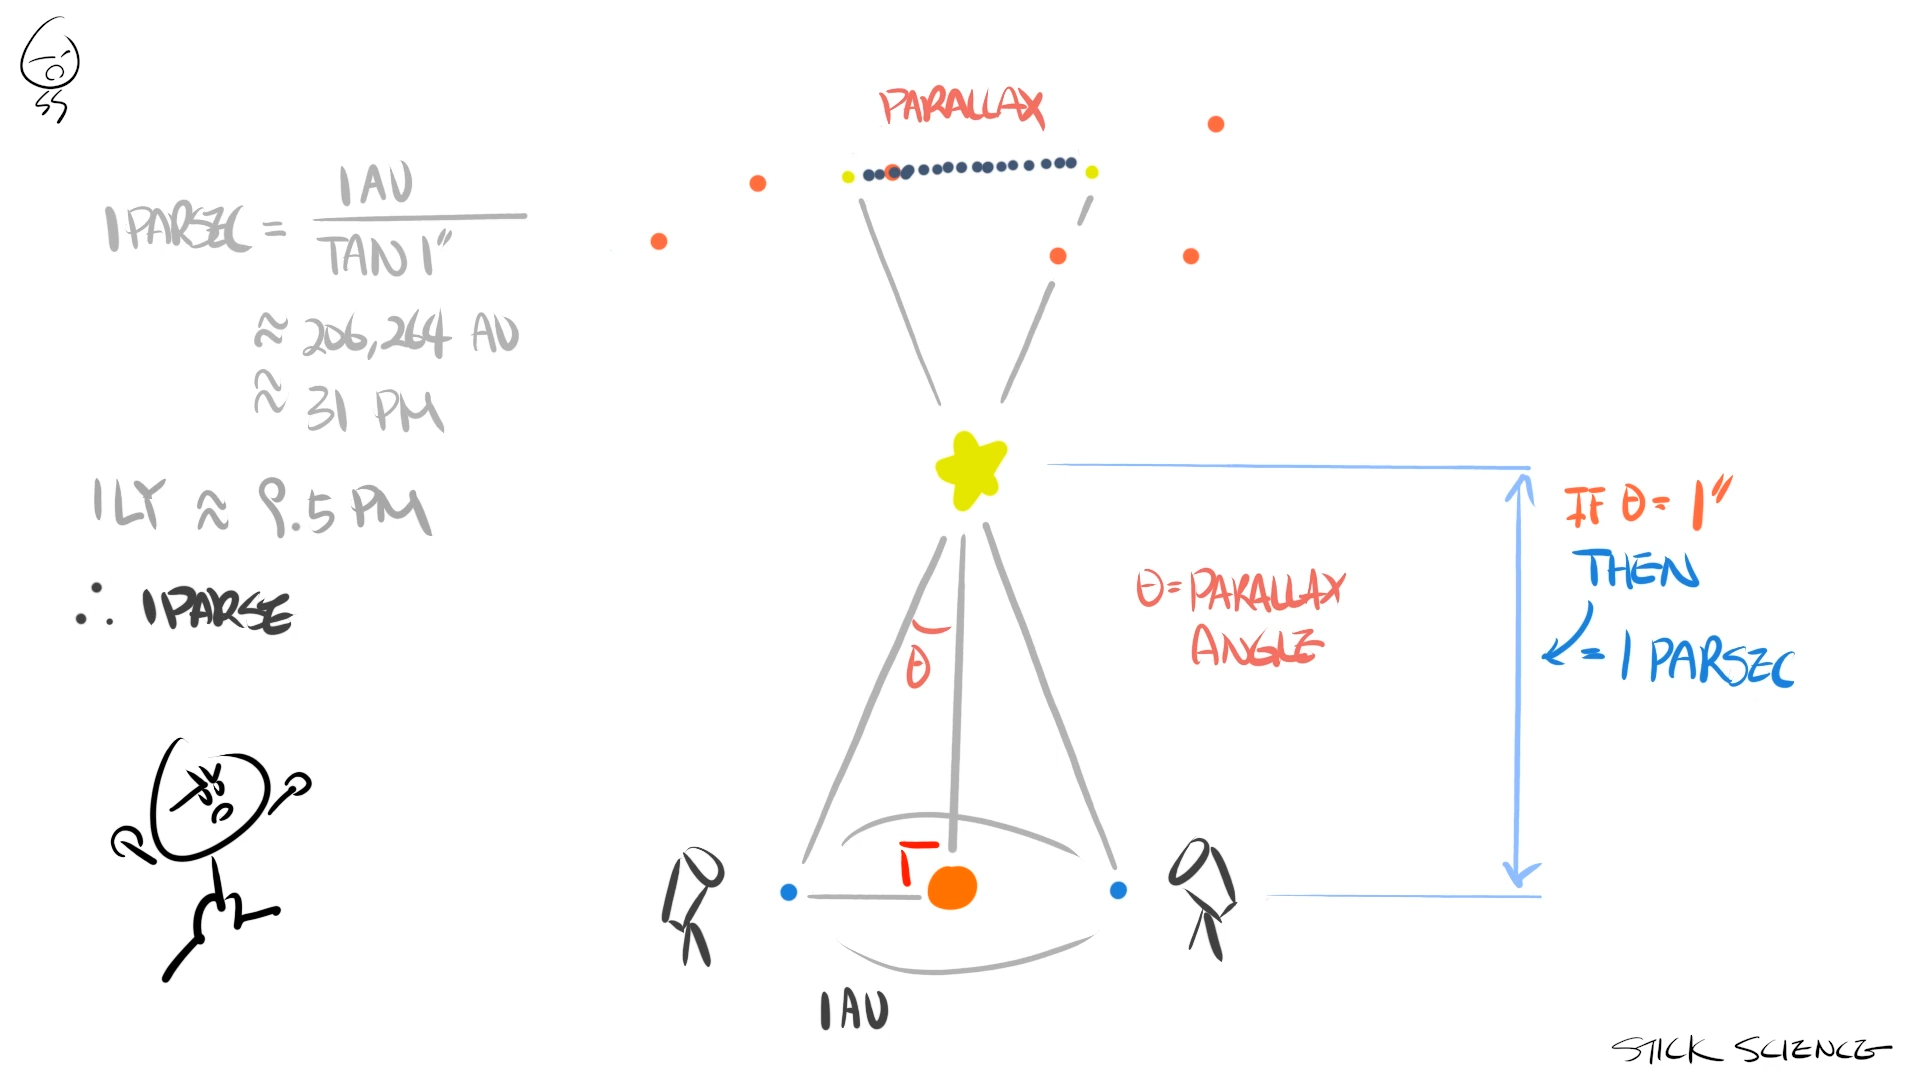 SS
PARALLAX
1 PARSEC = 1 AU
TAN 1"
≈ 206,264 AU
≈ 31 PM
1 LY ≈ 9.5 PM
∴ 1 PARSE
θ
θ = PARALLAX
ANGLE
IF θ = 1"
THEN
= 1 PARSEC
1 AU
STICK SCIENCE